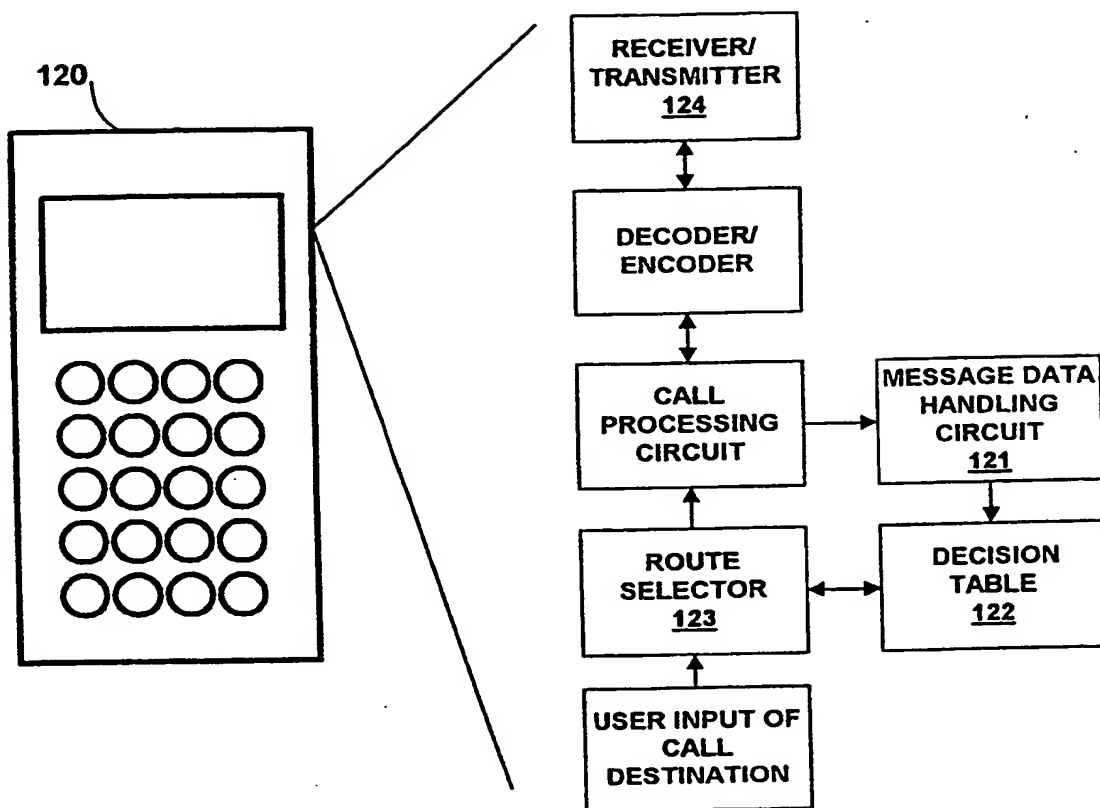 120
RECEIVER/
TRANSMITTER
124
DECODER/
ENCODER
CALL
PROCESSING
CIRCUIT
MESSAGE DATA
HANDLING
CIRCUIT
121
ROUTE
SELECTOR
123
DECISION
TABLE
122
USER INPUT OF
CALL
DESTINATION